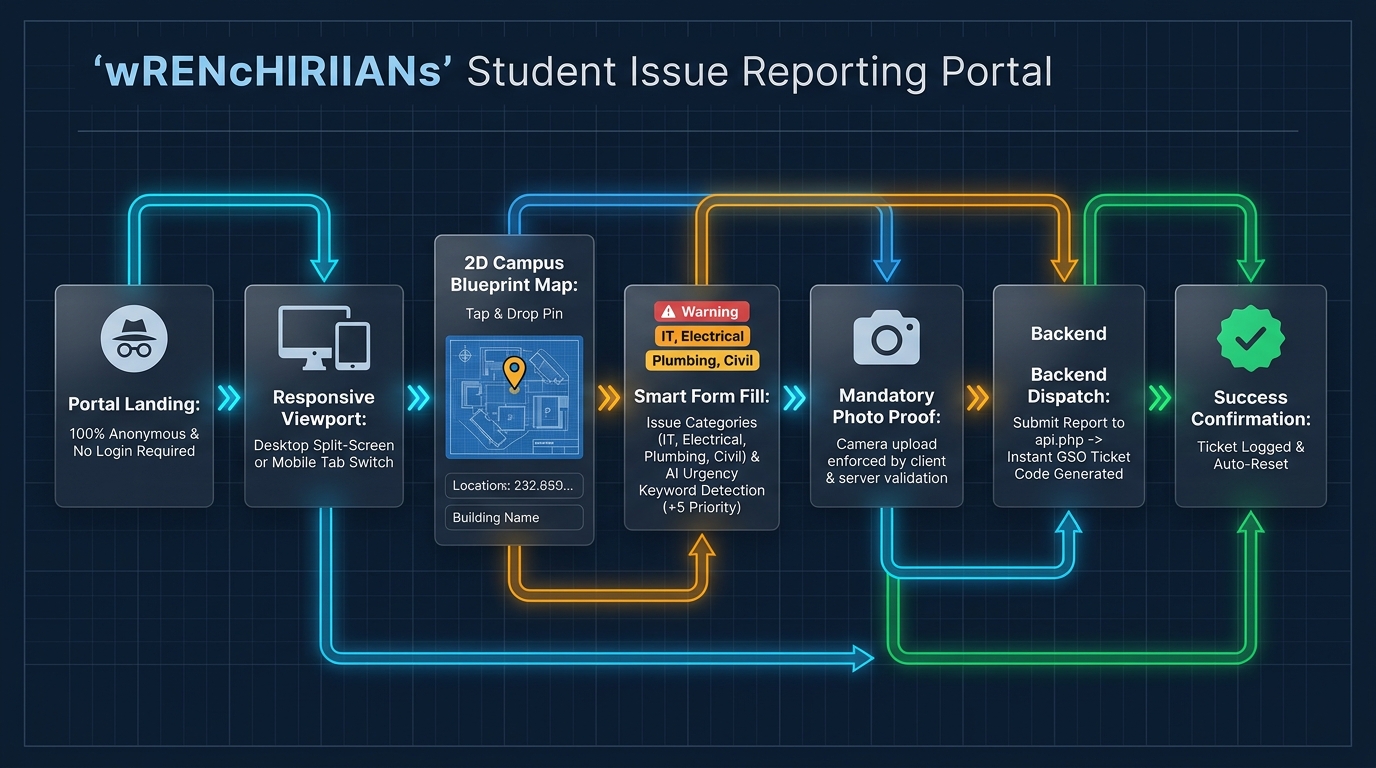 ‘wRENcHIRIIANs’ Student Issue Reporting Portal
Portal Landing:
100% Anonymous &
No Login Required
Responsive
Viewport:
Desktop Split-Screen
or Mobile Tab Switch
2D Campus
Blueprint Map:
Tap & Drop Pin
P
Location: 232.859...
Building Name
Warning
IT, Electrical
Plumbing, Civil
Smart Form Fill:
Issue Categories
(IT, Electrical,
Plumbing, Civil) &
AI Urgency
Keyword Detection
(+5 Priority)
Mandatory
Photo Proof:
Camera upload
enforced by client
& server validation
Backend
Backend
Dispatch:
Submit Report to
api.php ->
Instant GSO Ticket
Code Generated
Success
Confirmation:
Ticket Logged &
Auto-Reset